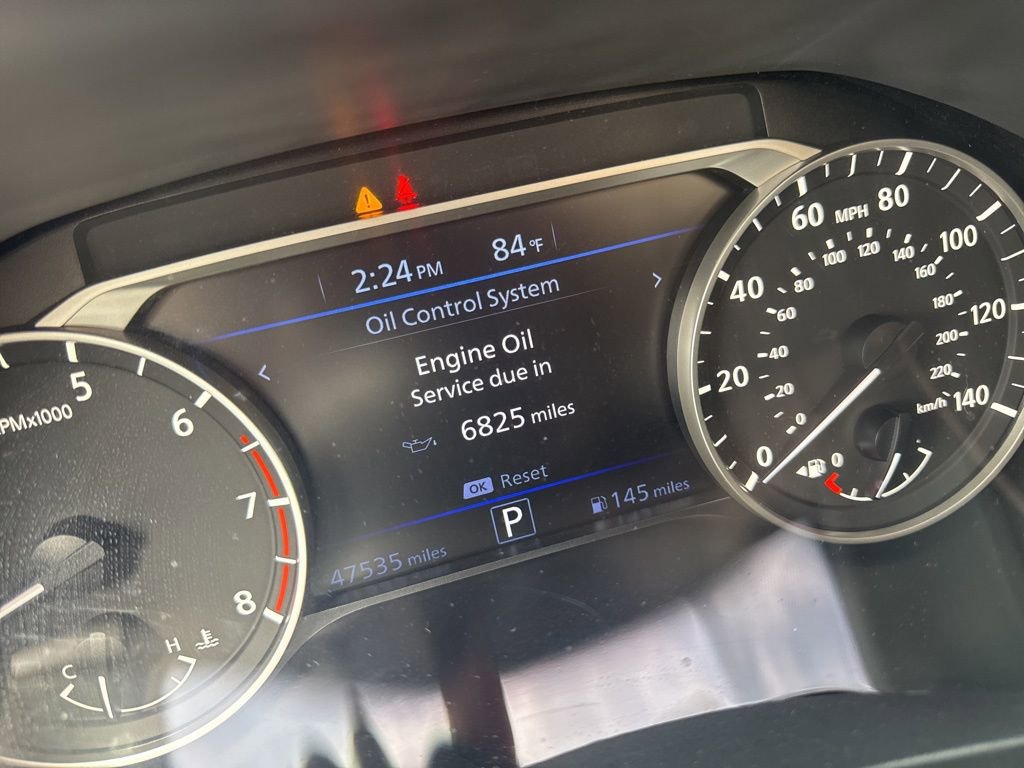 2:24 PM 84°F
Oil Control System
< >
Engine Oil
Service due in
6825 miles
OK Reset
P
145 miles
47535 miles
5
6
7
8
PMx1000
C H
0 20 40 60 80 100 120 140
MPH
0 20 40 60 80 100 120 140 160 180 200 220
km/h
0